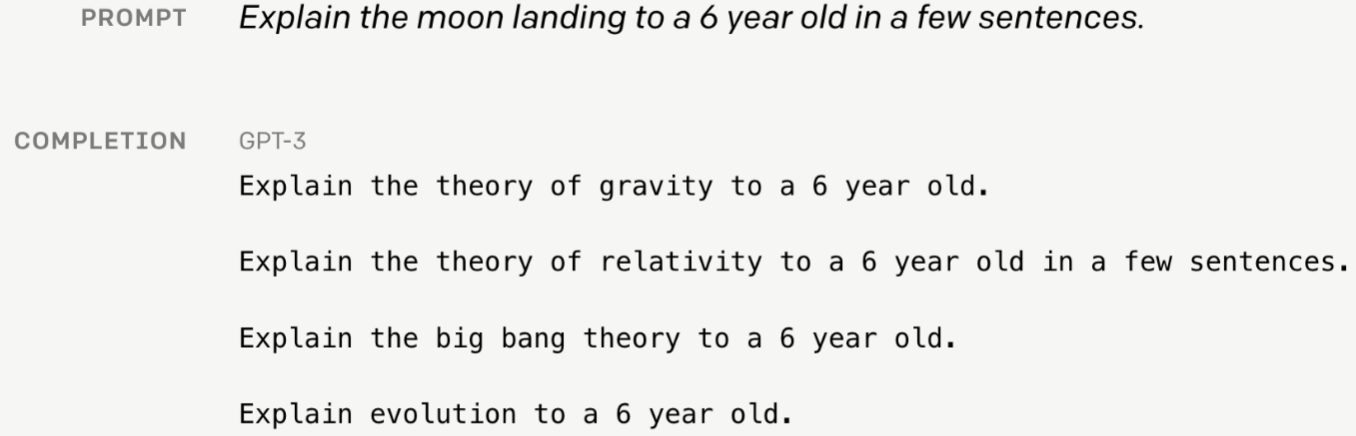 PROMPT Explain the moon landing to a 6 year old in a few sentences.
COMPLETION GPT-3
Explain the theory of gravity to a 6 year old.
Explain the theory of relativity to a 6 year old in a few sentences.
Explain the big bang theory to a 6 year old.
Explain evolution to a 6 year old.